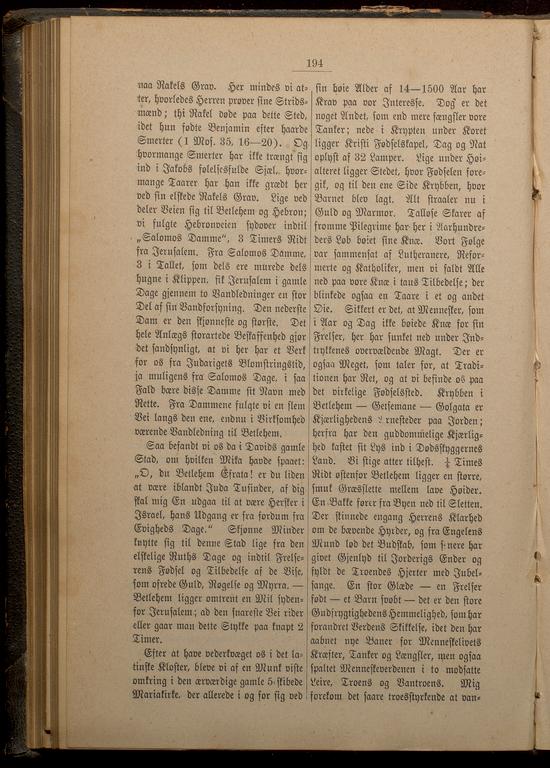 194
naa Rakels Grav. Her mindes vi at-
ter, hvorledes Herren prøver sine Strids-
mænd; thi Rakel døde paa dette Sted,
idet hun fødte Benjamin efter haarde
Smerter (1 Mos. 35, 16—20). Og
hvormange Smerter har ikke trængt sig
ind i Jakobs følelsesfulde Sjæl, hvor-
mange Taarer har han ikke grædt her
ved sin elskede Rakels Grav. Lige ved
deler Veien sig til Betlehem og Hebron;
vi fulgte Hebronveien sydover indtil
„Salomos Damme“, 3 Timers Ridt
fra Jerusalem. Fra Salomos Damme,
3 i Tallet, som dels ere murede dels
hugne i Klippen, fik Jerusalem i gamle
Dage gjennem to Vandledninger en stor
Del af sin Vandforsyning. Den nederste
Dam er den skjønneste og største. Det
hele Anlægs storartede Beskaffenhed gjør
det sandsynligt, at vi her har et Verk
for os fra Judarigets Blomstringstid,
ja muligens fra Salomos Dage, i saa
Fald bære disse Damme sit Navn med
Rette. Fra Dammene fulgte vi en slem
Vei langs den ene, endnu i Virksomhed
værende Vandledning til Betlehem.
Saa befandt vi os da i Davids gamle
Stad, om hvilken Mika havde spaaet:
„O, du Betlehem Efrata! er du liden
at være iblandt Juda Tusinder, af dig
skal mig En udgaa til at være Hersker i
Israel, hans Udgang er fra fordum fra
Evigheds Dage.“ Skjønne Minder
knytte sig til denne Stad lige fra den
elskelige Ruths Dage og indtil Frelse-
rens Fødsel og Tilbedelse af de Vise,
som ofrede Guld, Røgelse og Myrra. —
Betlehem ligger omtrent en Mil syden-
for Jerusalem; ad den snareste Vei rider
eller gaar man dette Stykke paa knapt 2
Timer.
Efter at have vederkvæget os i det la-
tinske Kloster, bleve vi af en Munk viste
omkring i den ærværdige gamle 5-skibede
Mariakirke, der allerede i og for sig ved
sin høie Alder af 14—1500 Aar har
Krav paa vor Interesse. Dog er det
noget Andet, som end mere fængsler vore
Tanker; nede i Krypten under Koret
ligger Kristi Fødselskapel, Dag og Nat
oplyst af 32 Lamper. Lige under Høi-
alteret ligger Stedet, hvor Fødselen fore-
gik, og til den ene Side Krybben, hvor
Barnet blev lagt. Alt straaler nu i
Guld og Marmor. Talløse Skarer af
fromme Pilegrime har her i Aarhundre-
ders Løb bøiet sine Knæ. Vort Følge
var sammensat af Lutheranere, Refor-
merte og Katholiker, men vi faldt Alle
ned paa vore Knæ i taus Tilbedelse; der
blinkede ogsaa en Taare i et og andet
Øie. Sikkert er det, at Mennesker, som
i Aar og Dag ikke bøiede Knæ for sin
Frelser, her har sunket ned under Ind-
trykkenes overvældende Magt. Der er
ogsaa Meget, som taler for, at Tradi-
tionen har Ret, og at vi befinde os paa
det virkelige Fødselssted. Krybben i
Betlehem — Getsemane — Golgata er
Kjærlighedens Arnesteder paa Jorden;
herfra har den guddommelige Kjærlig-
hed kastet sit Lys ind i Dødsskyggernes
Land. Vi stige atter tilhest. ¼ Times
Ridt østenfor Betlehem ligger en større,
smuk Græsslette mellem lave Høider.
En Bakke fører fra Byen ned til Sletten.
Der skinnede engang Herrens Klarhed
om de bævende Hyrder, og fra Engelens
Mund lød det Budskab, som senere har
givet Gjenlyd til Jorderigs Ender og
fyldt de Troendes Hjerter med Jubel-
sange. En stor Glæde — en Frelser
født — et Barn svøbt — det er den store
Gudfrygtighedens Hemmelighed, som har
forandret Verdens Skikkelse, idet den har
aabnet nye Baner for Menneskelivets
Kræfter, Tanker og Længsler, men ogsaa
spaltet Menneskeverdenen i to modsatte
Leire, Troens og Vantroens. Mig
forekom det saare troesstyrkende at van-